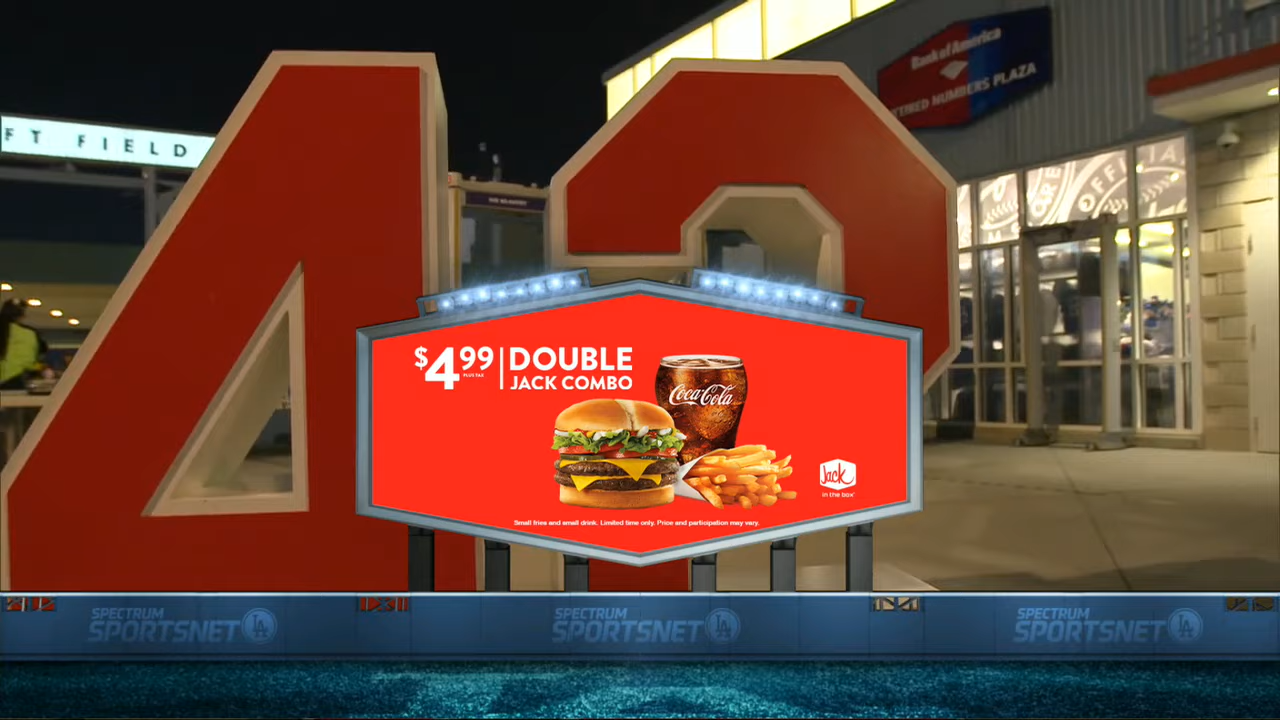 Bank of America
RETIRED NUMBERS PLAZA
FT FIELD
42
OFFICIAL
$4.99
PLUS TAX
DOUBLE
JACK COMBO
Coca-Cola
Jack
in the box®
Small fries and small drink. Limited time only. Price and participation may vary.
SPECTRUM
SPORTSNET LA
SPECTRUM
SPORTSNET LA
SPECTRUM
SPORTSNET LA